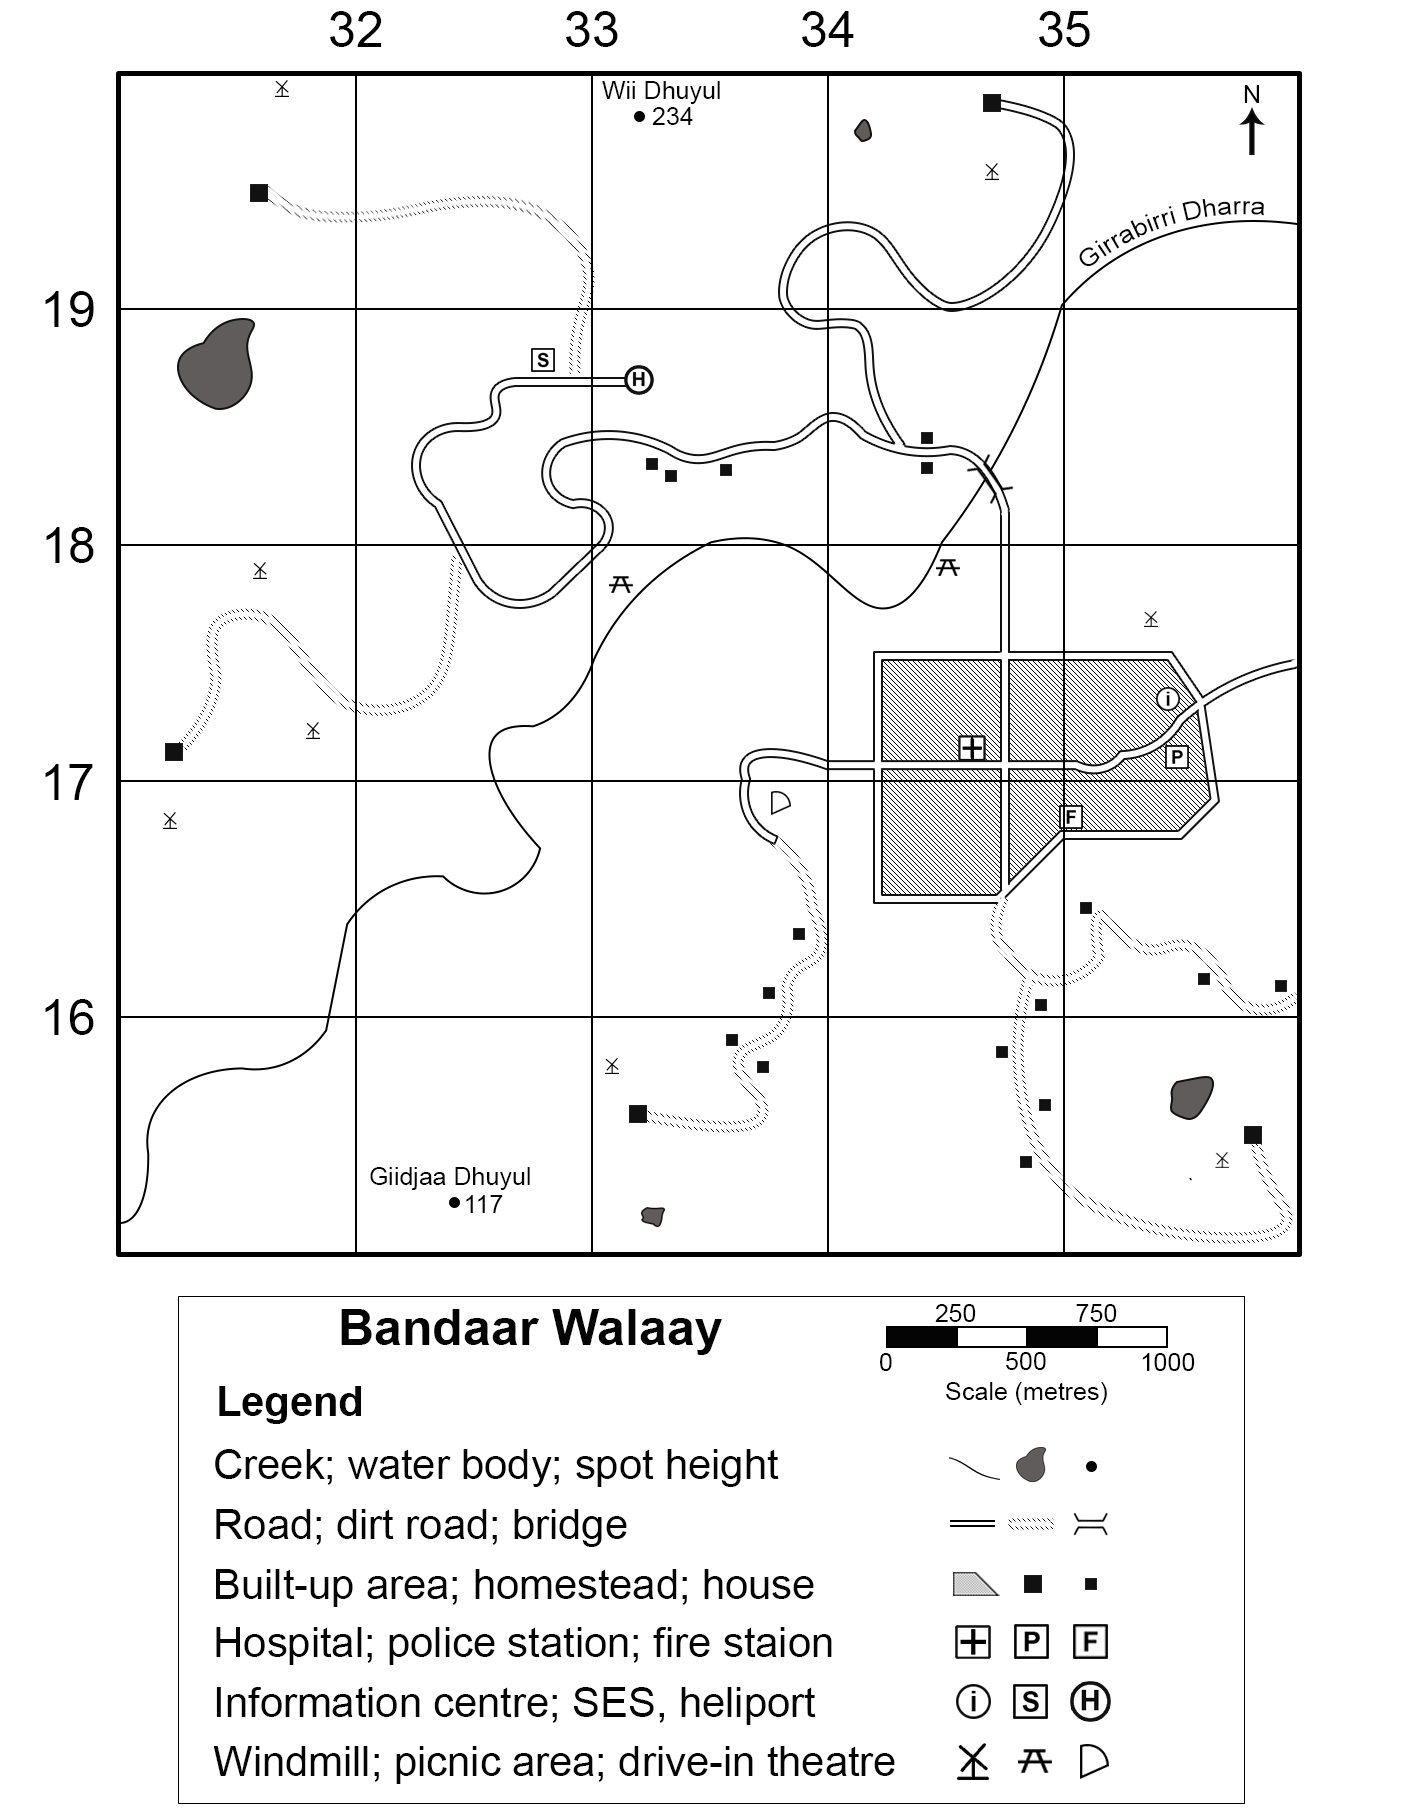 32 33 34 35
Wii Dhuyul
234
N
Girrabirri Dharra
19
S
H
18
i
P
17
F
16
Giidjaa Dhuyul
117
Bandaar Walaay
250 750
0 500 1000
Scale (metres)
Legend
Creek; water body; spot height
Road; dirt road; bridge
Built-up area; homestead; house
Hospital; police station; fire staion P F
Information centre; SES, heliport i S H
Windmill; picnic area; drive-in theatre